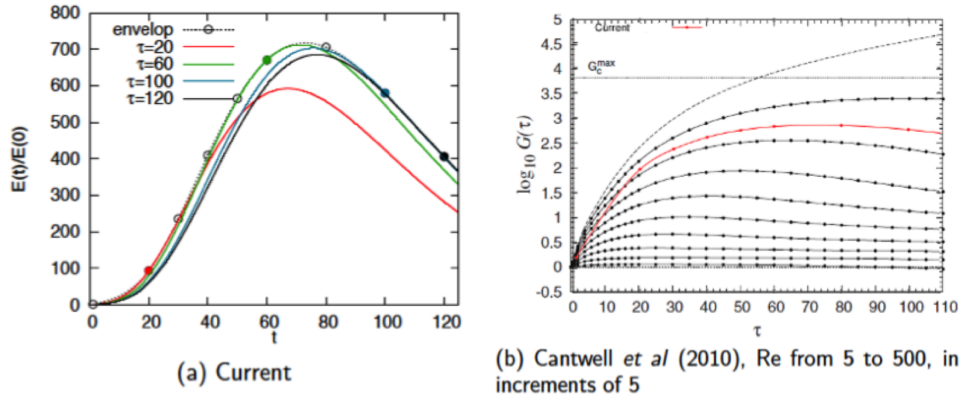 800
700
600
500
400
300
200
100
0
E(t)/E(0)
envelop
τ=20
τ=60
τ=100
τ=120
0 20 40 60 80 100 120
t
(a) Current
5
4.5
4
3.5
3
2.5
2
1.5
1
0.5
0
-0.5
log10 G(τ)
Current
G_c^max
0 10 20 30 40 50 60 70 80 90 100 110
τ
(b) Cantwell et al (2010), Re from 5 to 500, in
increments of 5